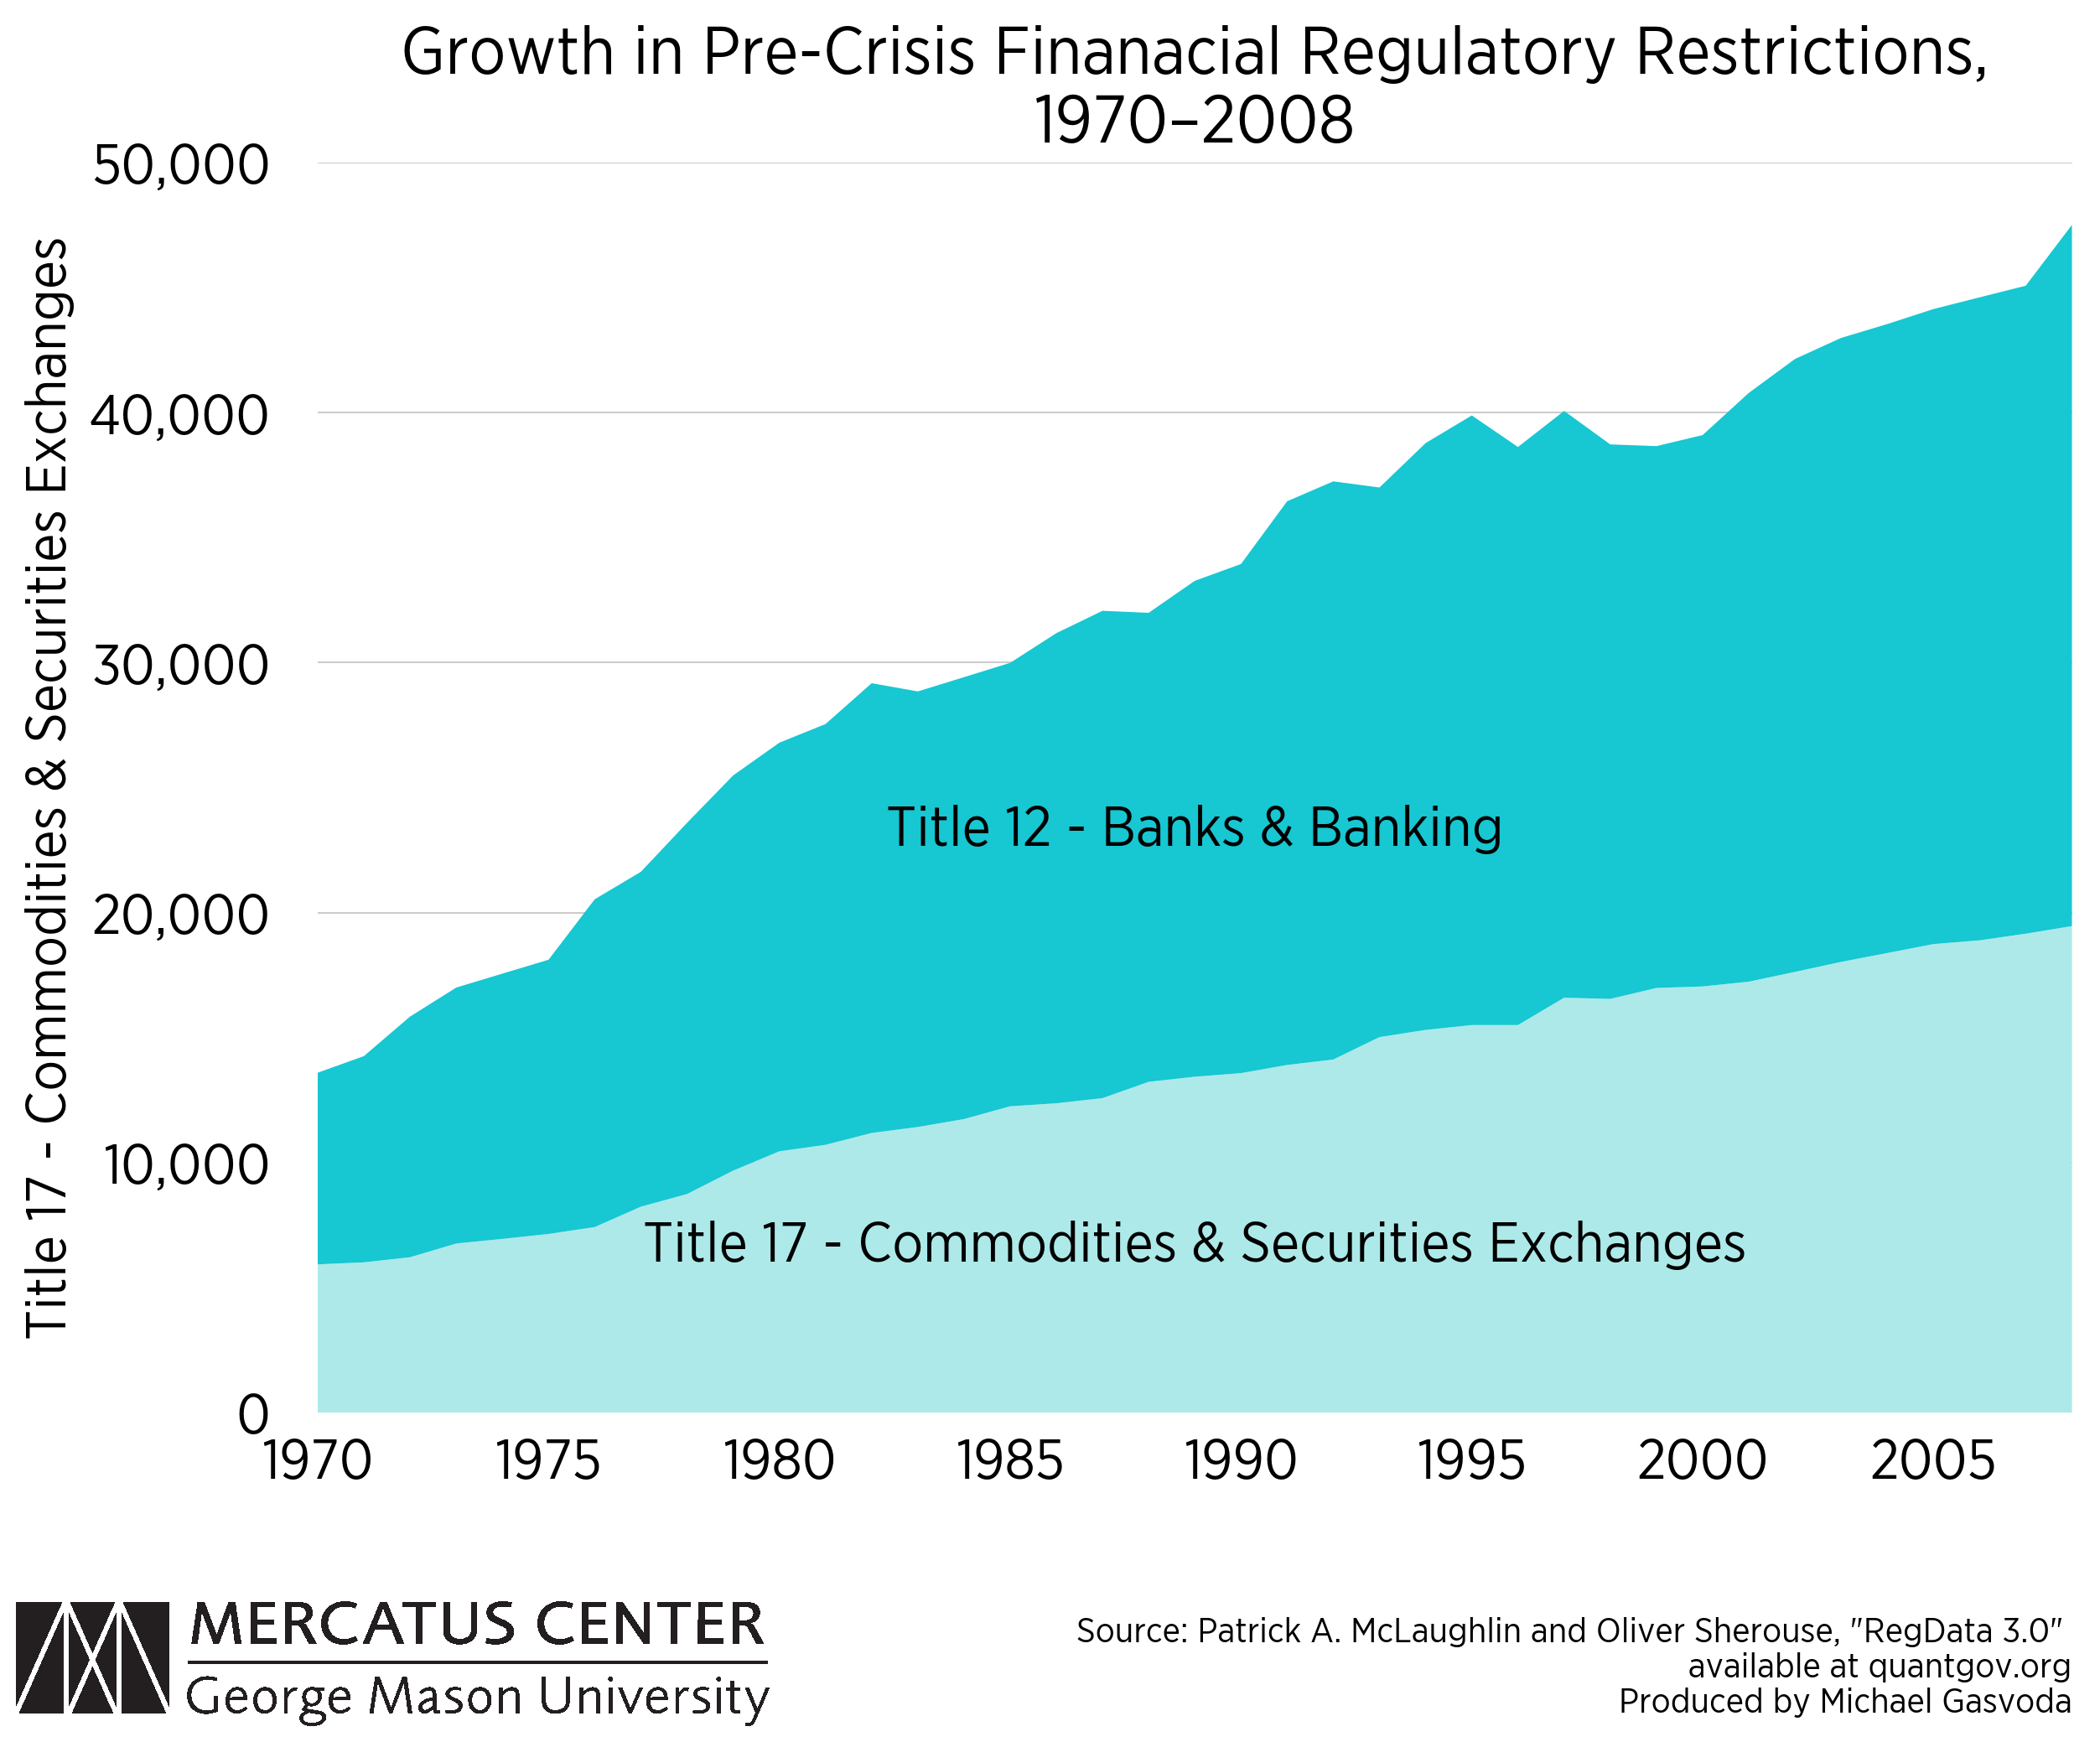 Growth in Pre-Crisis Finanacial Regulatory Restrictions,
1970–2008
Title 17 - Commodities & Securities Exchanges
50,000
40,000
30,000
20,000
10,000
0
Title 12 - Banks & Banking
Title 17 - Commodities & Securities Exchanges
1970 1975 1980 1985 1990 1995 2000 2005
MERCATUS CENTER
George Mason University
Source: Patrick A. McLaughlin and Oliver Sherouse, "RegData 3.0"
available at quantgov.org
Produced by Michael Gasvoda